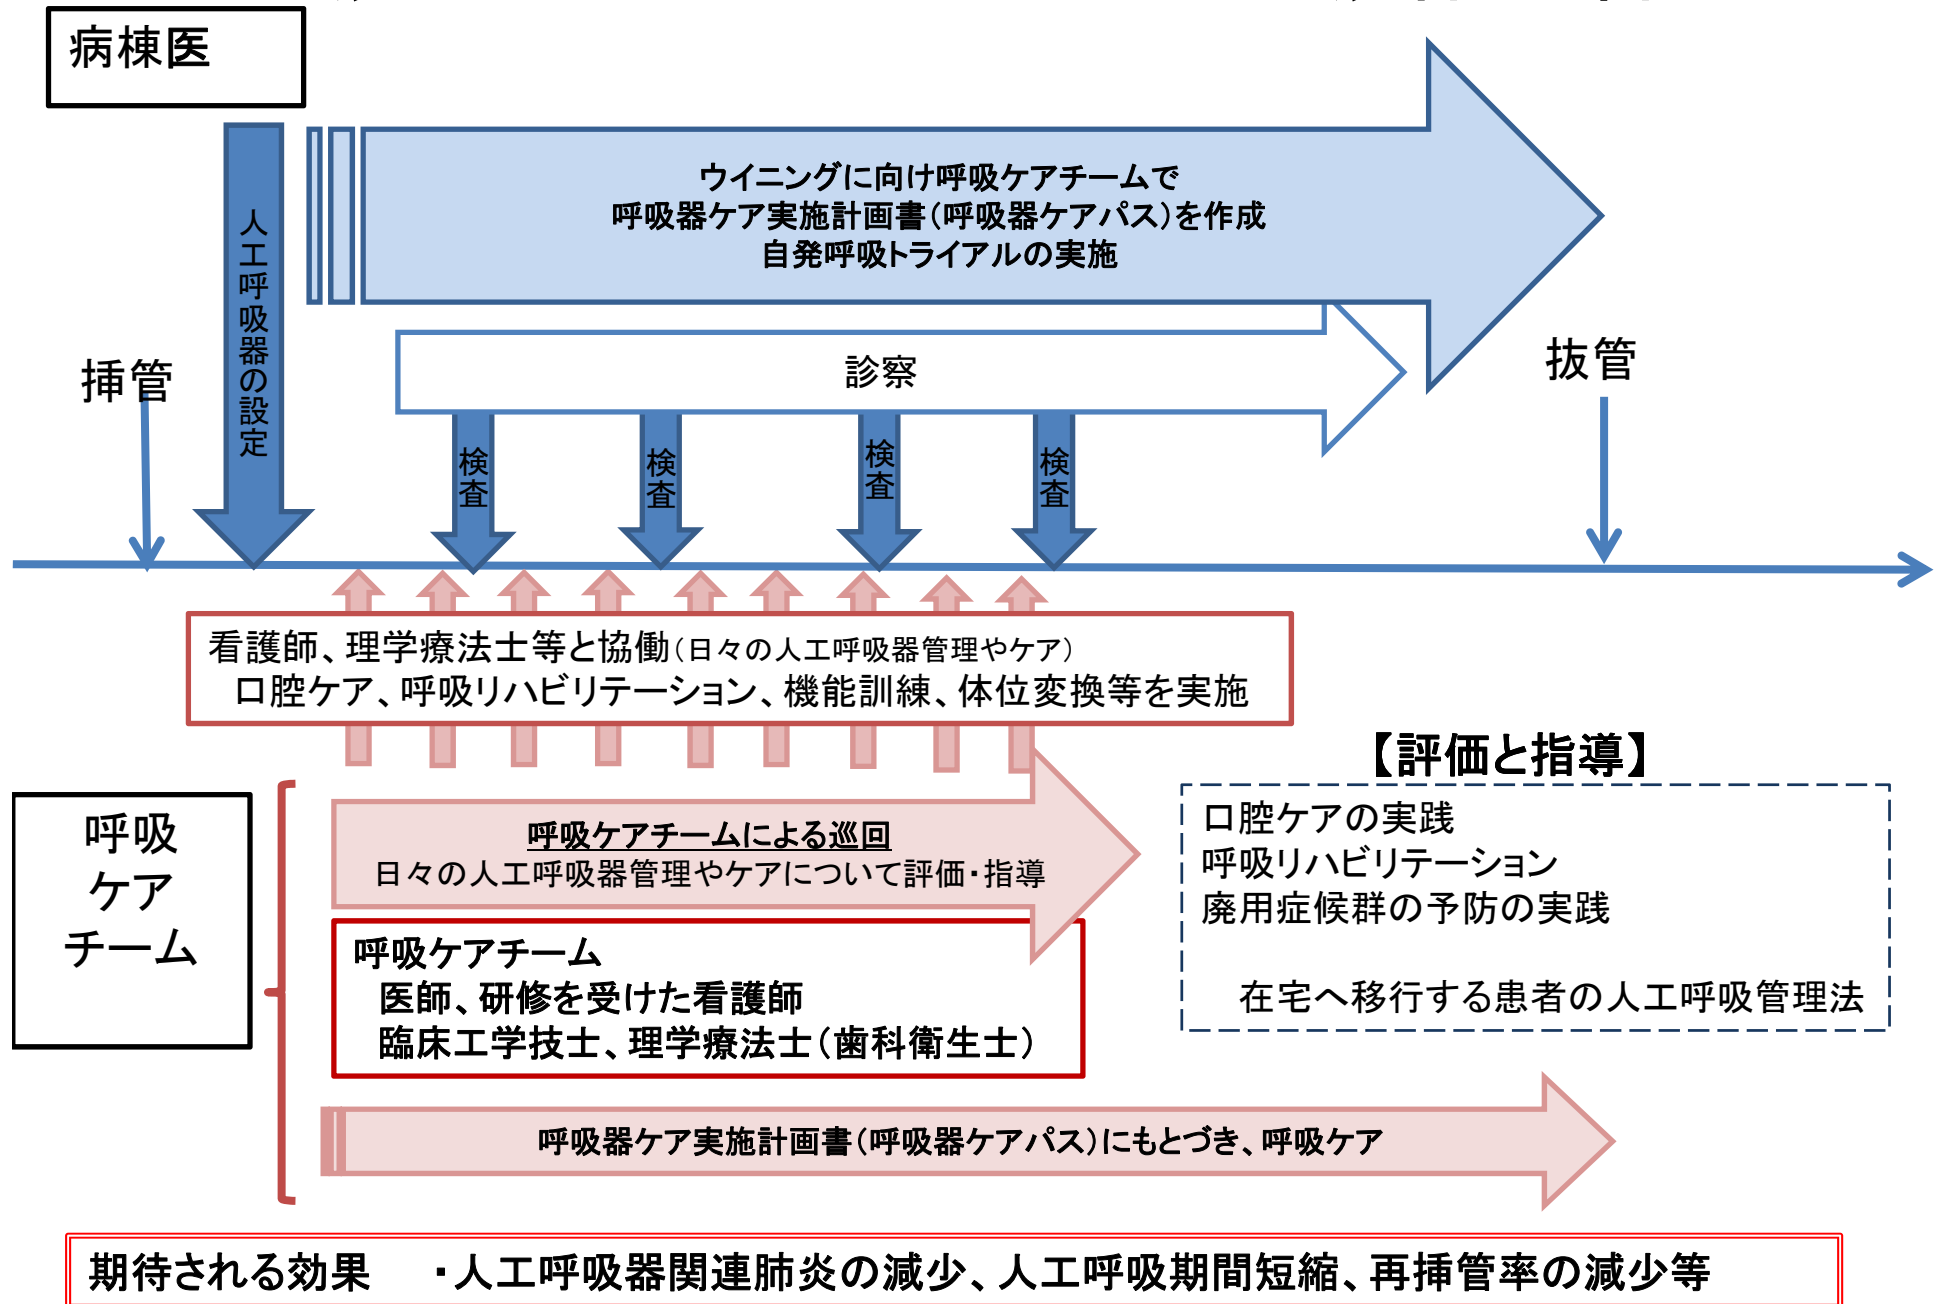 病棟医
人工呼吸器の設定
ウイニングに向け呼吸ケアチームで
呼吸器ケア実施計画書(呼吸器ケアパス)を作成
自発呼吸トライアルの実施
診察
挿管
抜管
検査
検査
検査
検査
看護師、理学療法士等と協働(日々の人工呼吸器管理やケア)
口腔ケア、呼吸リハビリテーション、機能訓練、体位変換等を実施
呼吸
ケア
チーム
呼吸ケアチームによる巡回
日々の人工呼吸器管理やケアについて評価・指導
呼吸ケアチーム
医師、研修を受けた看護師
臨床工学技士、理学療法士(歯科衛生士)
【評価と指導】
口腔ケアの実践
呼吸リハビリテーション
廃用症候群の予防の実践
在宅へ移行する患者の人工呼吸管理法
呼吸器ケア実施計画書(呼吸器ケアパス)にもとづき、呼吸ケア
期待される効果 ・人工呼吸器関連肺炎の減少、人工呼吸期間短縮、再挿管率の減少等